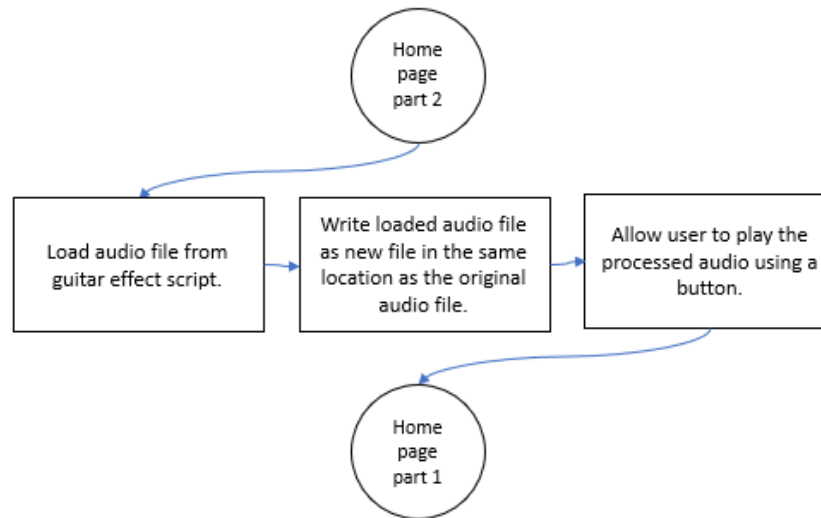 Home
page
part 2
Load audio file from
guitar effect script.
Write loaded audio file
as new file in the same
location as the original
audio file.
Allow user to play the
processed audio using a
button.
Home
page
part 1